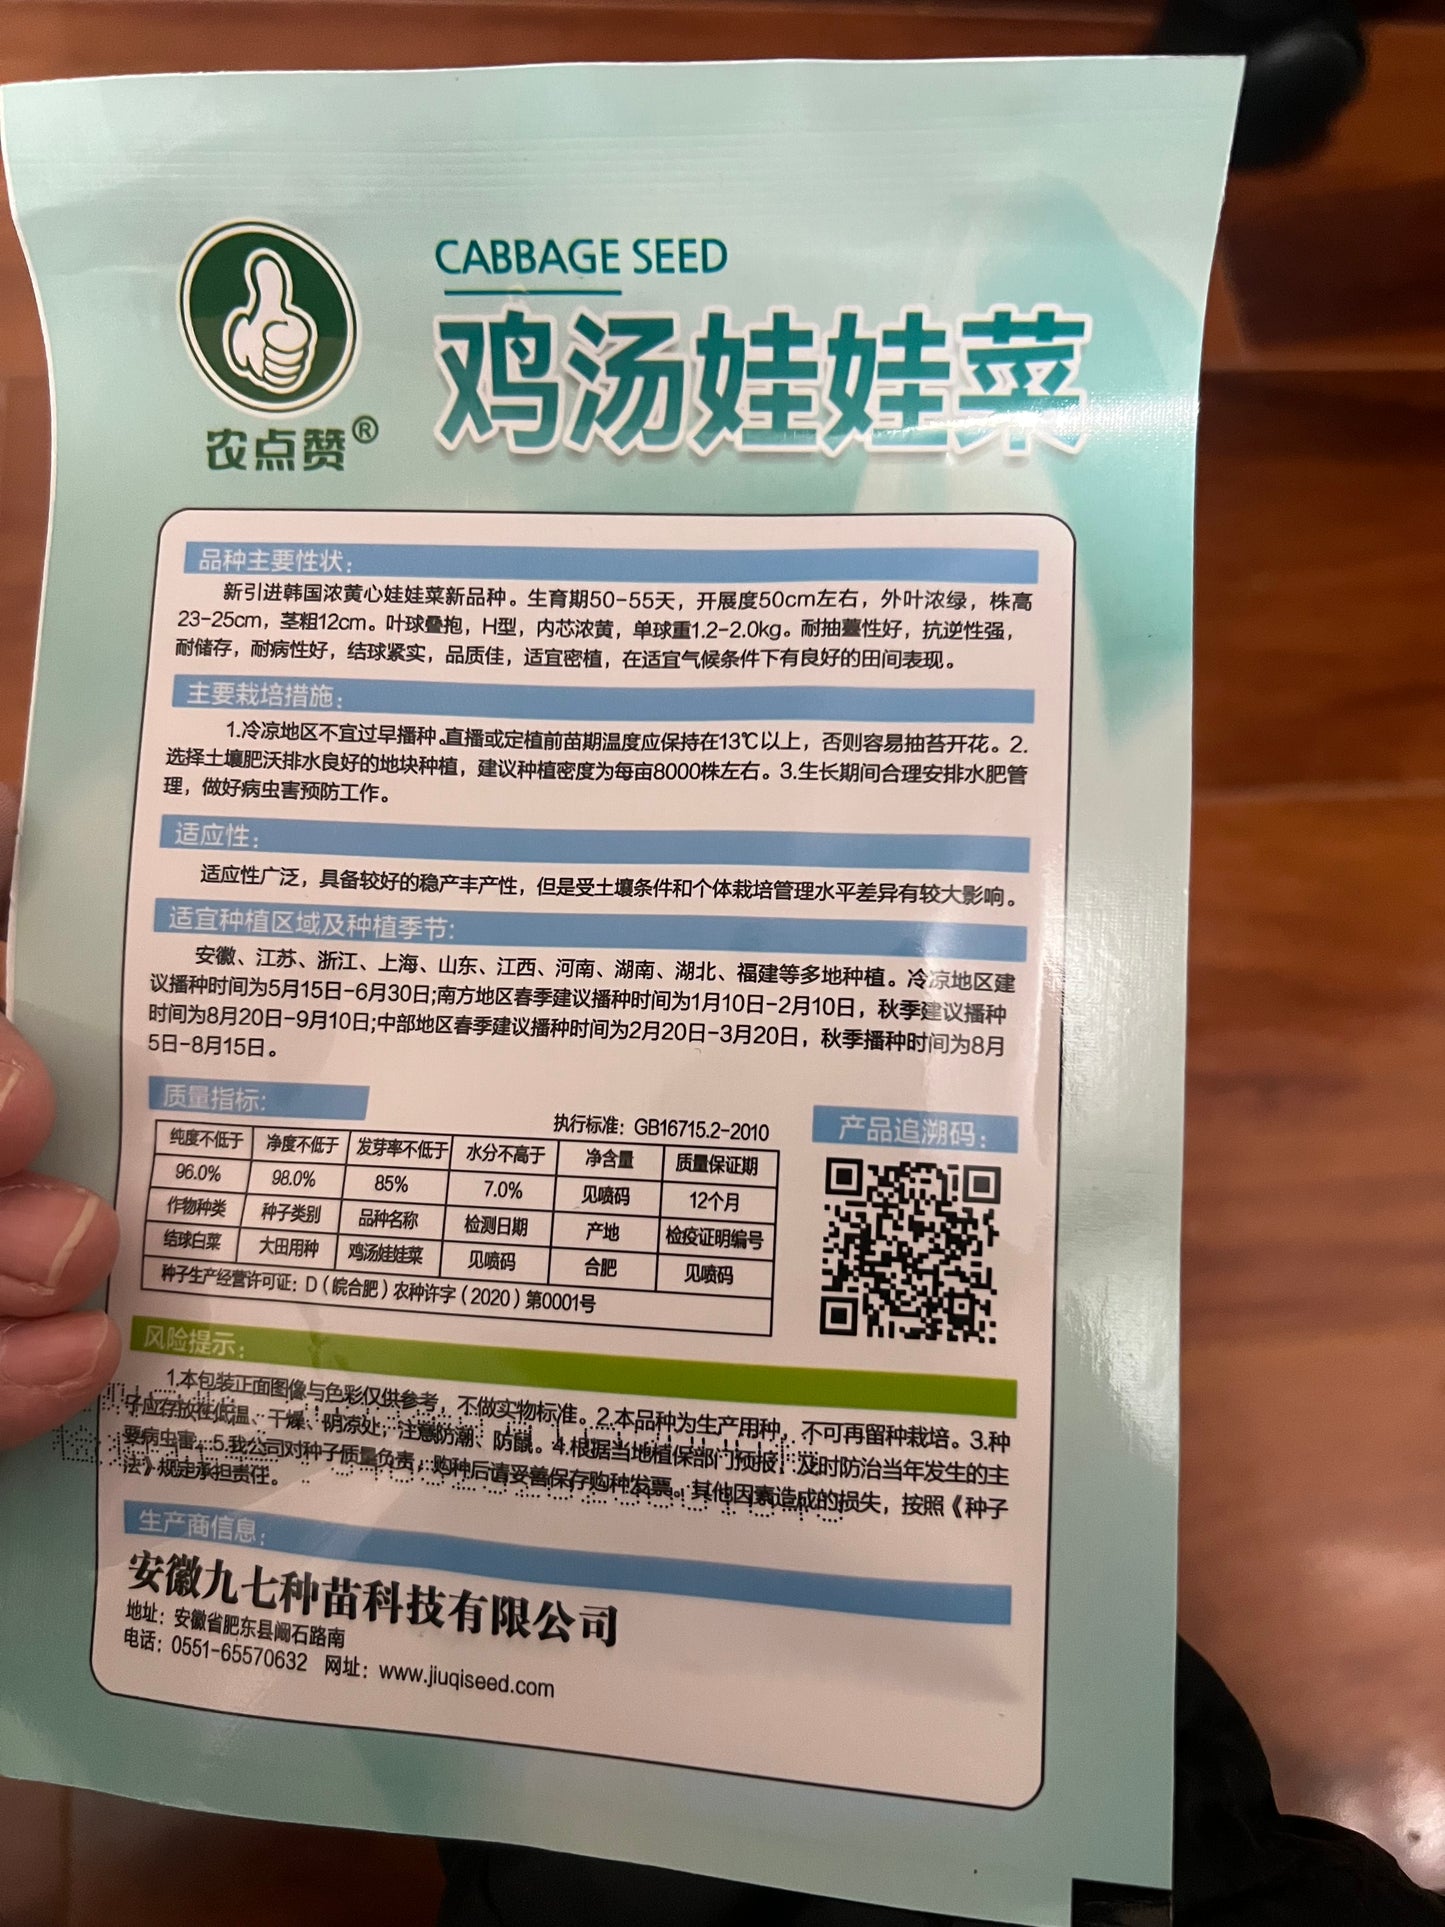 CABBAGE SEED
鸡汤娃娃菜
农点赞®
品种主要性状：
新引进韩国浓黄心娃娃菜新品种。生育期50-55天，开展度50cm左右，外叶浓绿，株高
23-25cm，茎粗12cm。叶球叠抱，H型，内芯浓黄，单球重1.2-2.0kg。耐抽薹性好，抗逆性强，
耐储存，耐病性好，结球紧实，品质佳，适宜密植，在适宜气候条件下有良好的田间表现。
主要栽培措施：
1.冷凉地区不宜过早播种。直播或定植前苗期温度应保持在13℃以上，否则容易抽苔开花。2.
选择土壤肥沃排水良好的地块种植，建议种植密度为每亩8000株左右。3.生长期间合理安排水肥管
理，做好病虫害预防工作。
适应性：
适应性广泛，具备较好的稳产丰产性，但是受土壤条件和个体栽培管理水平差异有较大影响。
适宜种植区域及种植季节：
安徽、江苏、浙江、上海、山东、江西、河南、湖南、湖北、福建等多地种植。冷凉地区建
议播种时间为5月15日-6月30日;南方地区春季建议播种时间为1月10日-2月10日，秋季建议播种
时间为8月20日-9月10日;中部地区春季建议播种时间为2月20日-3月20日，秋季播种时间为8月
5日-8月15日。
质量指标：
执行标准：GB16715.2-2010
产品追溯码：
纯度不低于 净度不低于 发芽率不低于 水分不高于 净含量 质量保证期
96.0% 98.0% 85% 7.0% 见喷码 12个月
作物种类 种子类别 品种名称 检测日期 产地 检疫证明编号
结球白菜 大田用种 鸡汤娃娃菜 见喷码 合肥 见喷码
种子生产经营许可证：D（皖合肥）农种许字（2020）第0001号
风险提示：
1.本包装正面图像与色彩仅供参考，不做实物标准。2.本品种为生产用种，不可再留种栽培。3.种
子应存放在低温、干燥、阴凉处，注意防潮、防鼠。4.根据当地植保部门预报，及时防治当年发生的主
要病虫害。5.我公司对种子质量负责，购种后请妥善保存购种发票。其他因素造成的损失，按照《种子
法》规定承担责任。
生产商信息：
安徽九七种苗科技有限公司
地址：安徽省肥东县阚石路南
电话：0551-65570632 网址：www.jiuqiseed.com